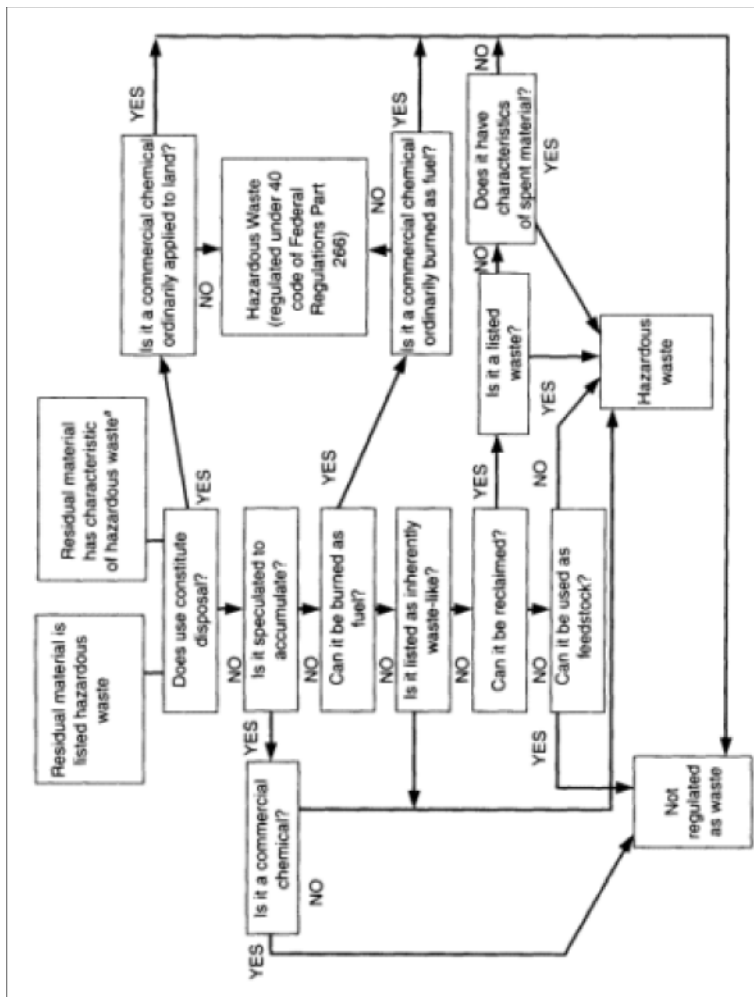 Residual material is
listed hazardous
waste
Residual material
has characteristic
of hazardous wasteᵃ
Does use constitute
disposal?
YES
NO
Is it a commercial chemical
ordinarily applied to land?
YES
NO
Hazardous Waste
(regulated under 40
code of Federal
Regulations Part
266)
Is it speculated to
accumulate?
YES
NO
Is it a commercial
chemical?
YES
NO
Can it be burned as
fuel?
YES
NO
Is it a commercial chemical
ordinarily burned as fuel?
NO
YES
Is it listed as inherently
waste-like?
NO
Can it be reclaimed?
YES
NO
Is it a listed
waste?
NO
YES
Does it have
characteristics
of spent material?
NO
YES
Can it be used as
feedstock?
YES
NO
Not
regulated
as waste
Hazardous
waste